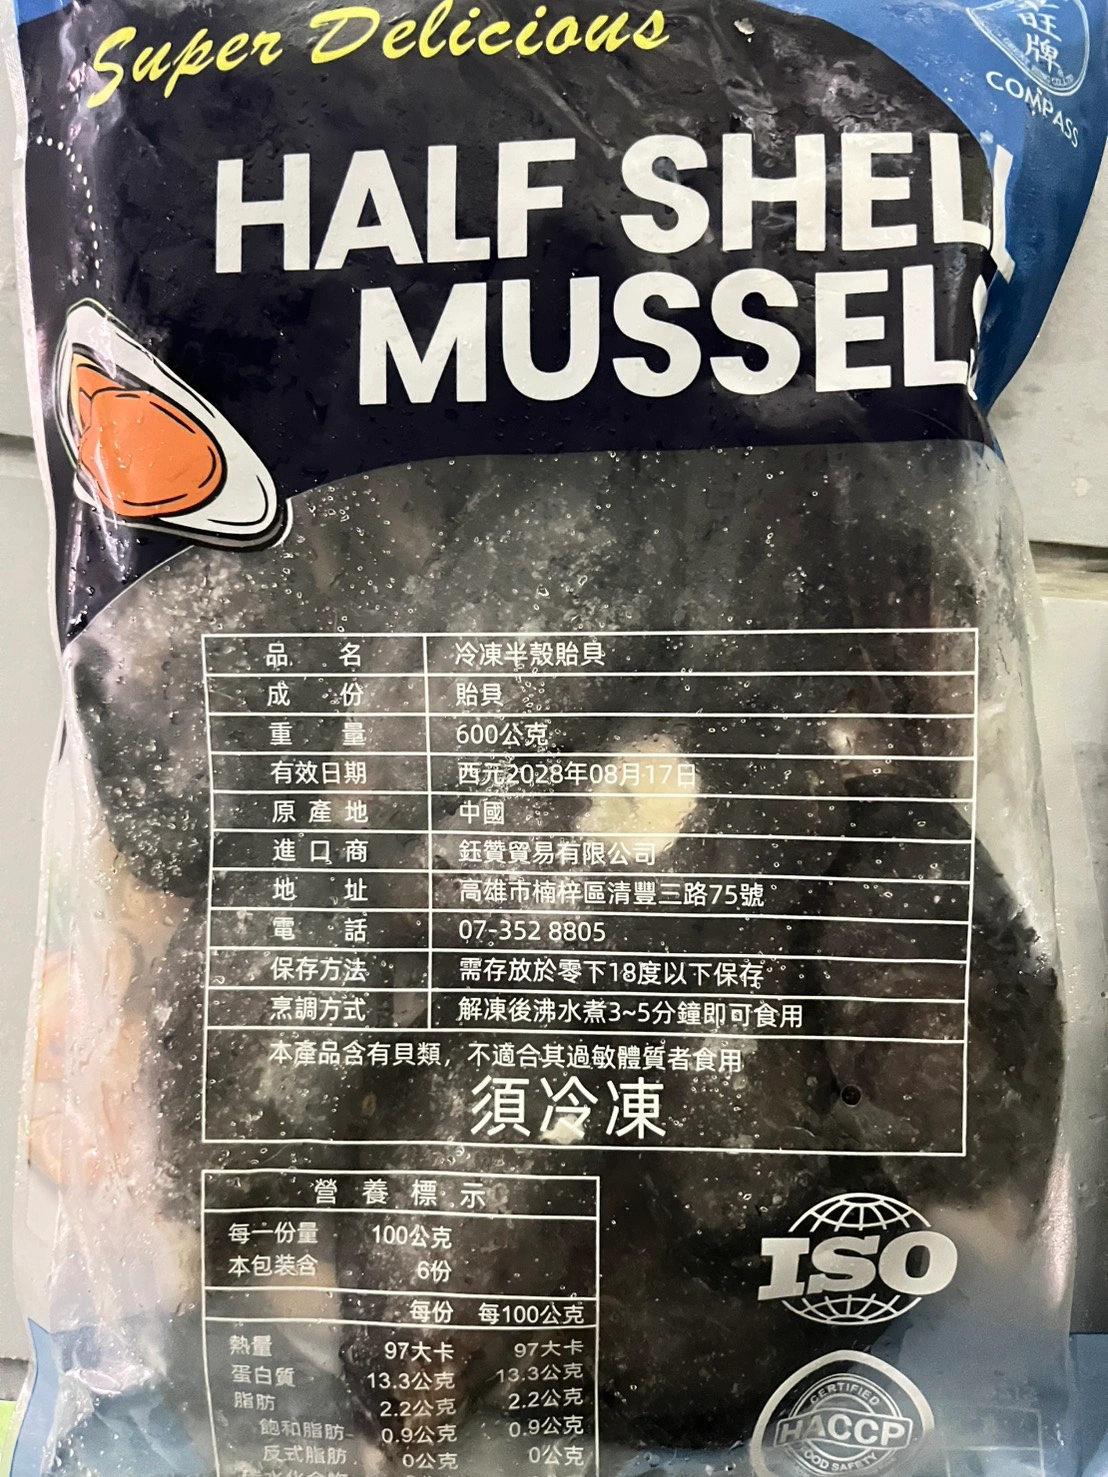 Super Delicious
旺牌
COMPASS
HALF SHELL
MUSSELS
品名 冷凍半殼貽貝
成份 貽貝
重量 600公克
有效日期 西元2028年08月17日
原產地 中國
進口商 鈺贊貿易有限公司
地址 高雄市楠梓區清豐三路75號
電話 07-352 8805
保存方法 需存放於零下18度以下保存
烹調方式 解凍後沸水煮3~5分鐘即可食用
本產品含有貝類，不適合其過敏體質者食用
須冷凍
營養標示
每一份量 100公克
本包裝含 6份
每份 每100公克
熱量 97大卡 97大卡
蛋白質 13.3公克 13.3公克
脂肪 2.2公克 2.2公克
飽和脂肪 0.9公克 0.9公克
反式脂肪 0公克 0公克
ISO
CERTIFIED
HACCP
FOOD SAFETY